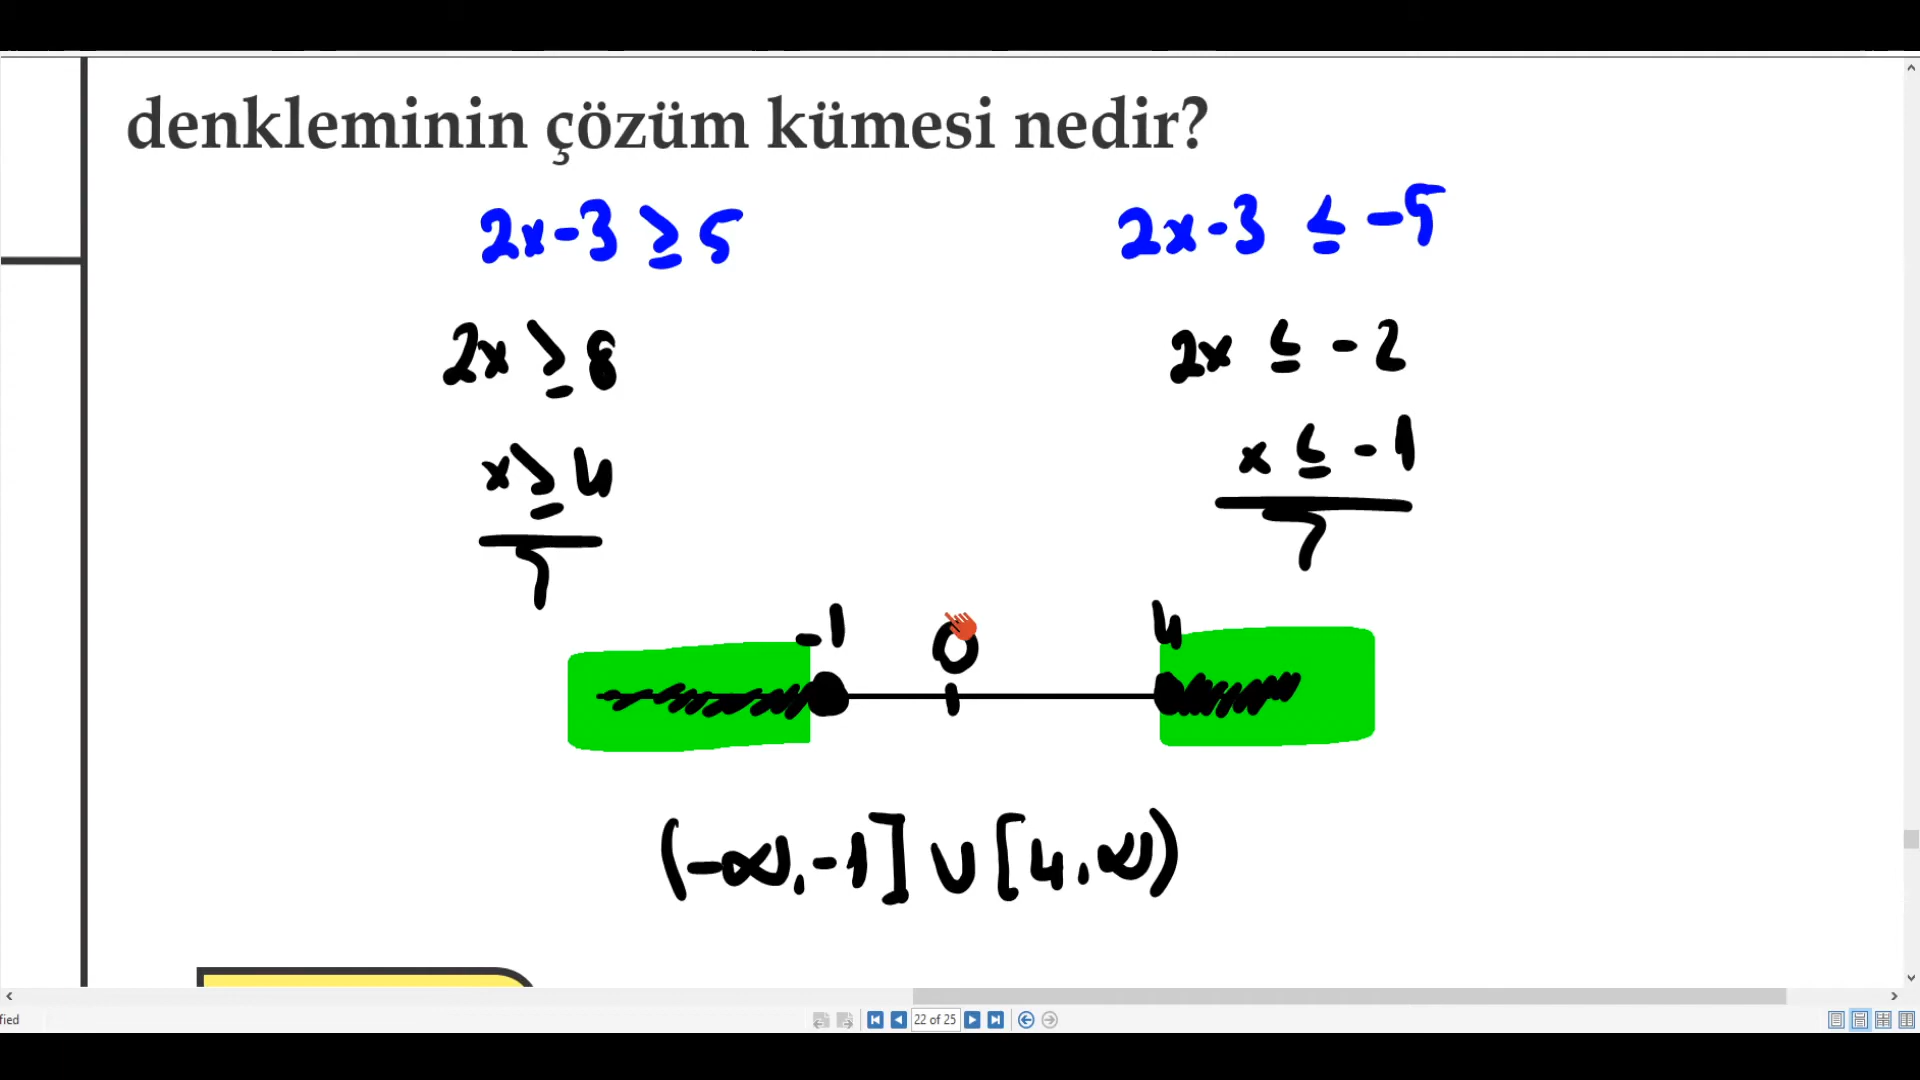 denkleminin çözüm kümesi nedir?
2x-3 ≥ 5
2x-3 ≤ -5
2x ≥ 8
2x ≤ -2
x ≥ 4
x ≤ -1
-1 0 4
(-∞,-1] ∪ [4,∞)
fied
22 of 25